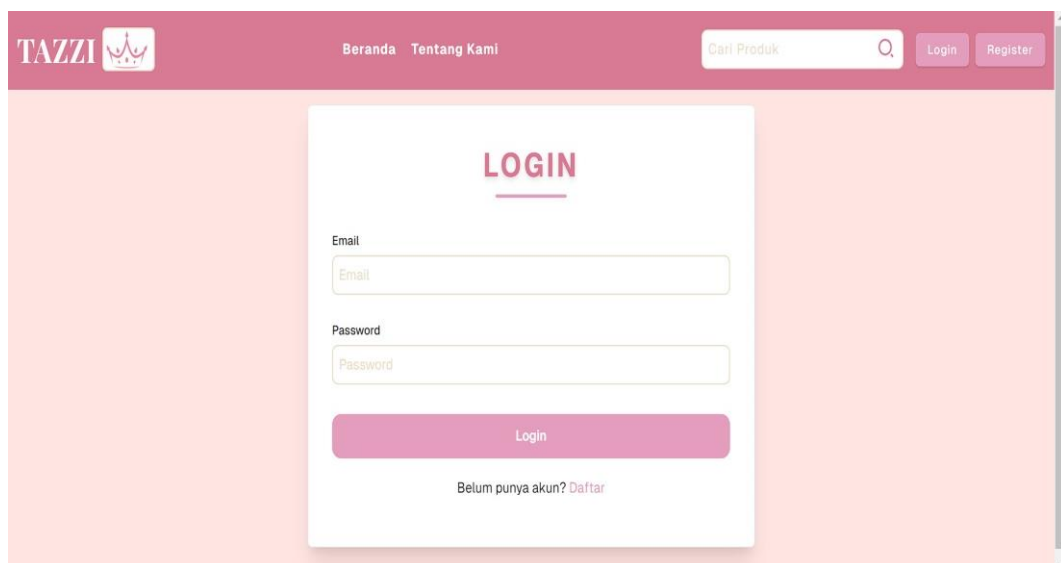 TAZZI
Beranda Tentang Kami
Cari Produk
Login
Register
LOGIN
Email
Email
Password
Password
Login
Belum punya akun? Daftar